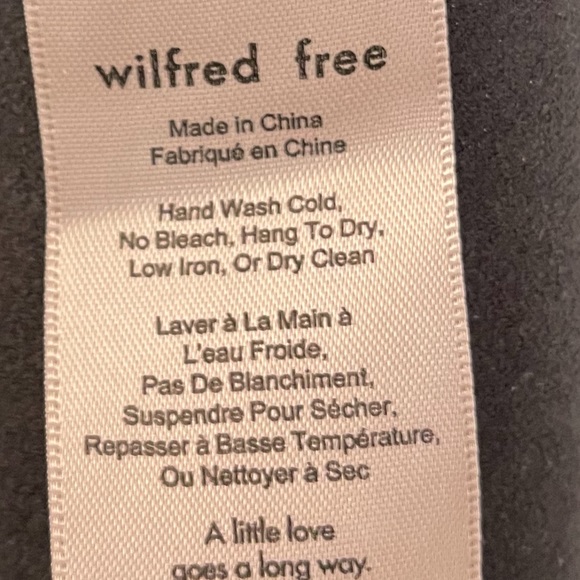 wilfred free
Made in China
Fabriqué en Chine
Hand Wash Cold,
No Bleach, Hang To Dry,
Low Iron, Or Dry Clean
Laver à La Main à
L'eau Froide,
Pas De Blanchiment,
Suspendre Pour Sécher,
Repasser à Basse Température,
Ou Nettoyer à Sec
A little love
goes a long way.